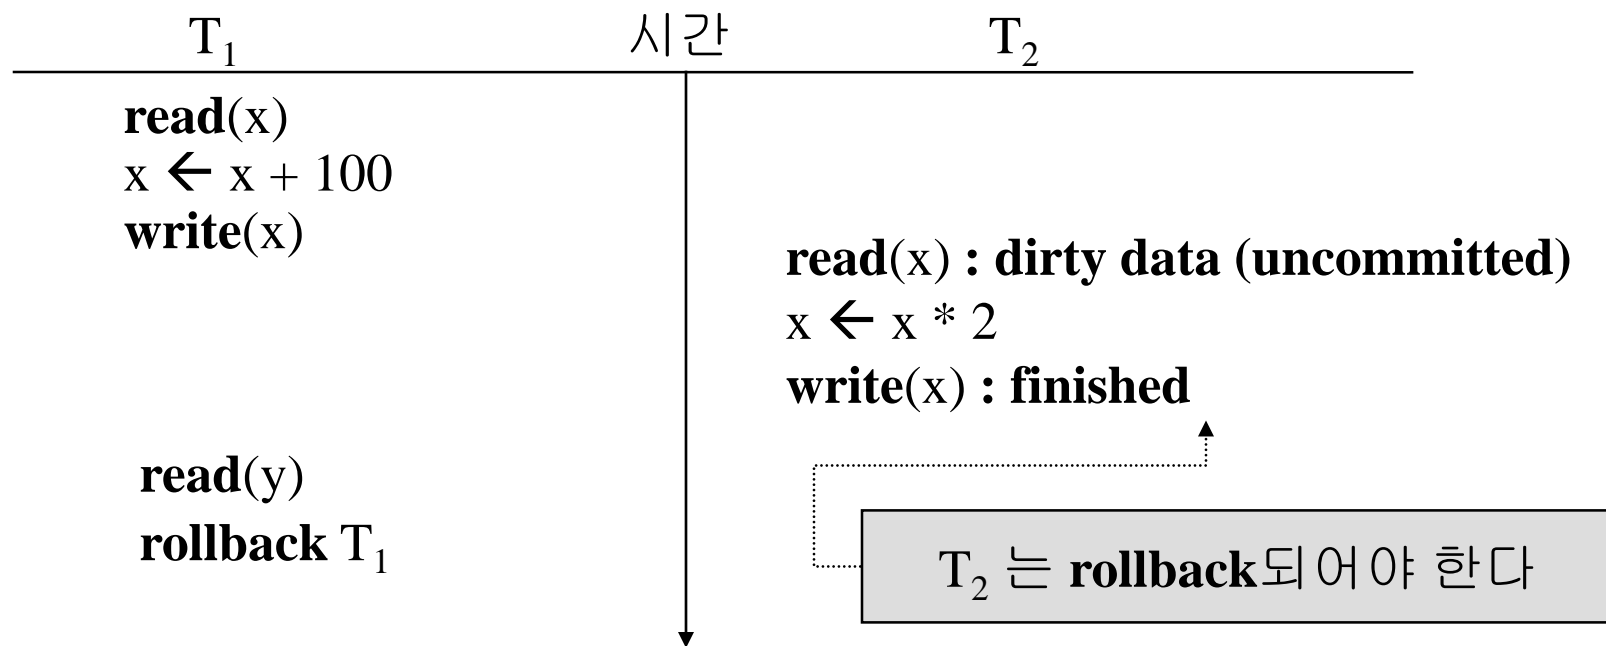 T₁ 시간 T₂
read(x)
x ← x + 100
write(x)
read(x) : dirty data (uncommitted)
x ← x * 2
write(x) : finished
read(y)
rollback T₁
T₂ 는 rollback되어야 한다